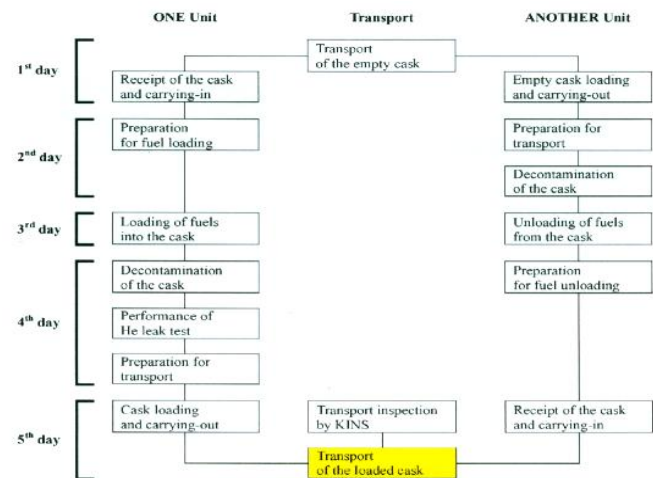 ONE Unit
Transport
ANOTHER Unit
1st day
Transport
of the empty cask
Receipt of the cask
and carrying-in
Empty cask loading
and carrying-out
2nd day
Preparation
for fuel loading
Preparation for
transport
Decontamination
of the cask
3rd day
Loading of fuels
into the cask
Unloading of fuels
from the cask
4th day
Decontamination
of the cask
Preparation
for fuel unloading
Performance of
He leak test
Preparation for
transport
5th day
Cask loading
and carrying-out
Transport inspection
by KINS
Receipt of the cask
and carrying-in
Transport
of the loaded cask